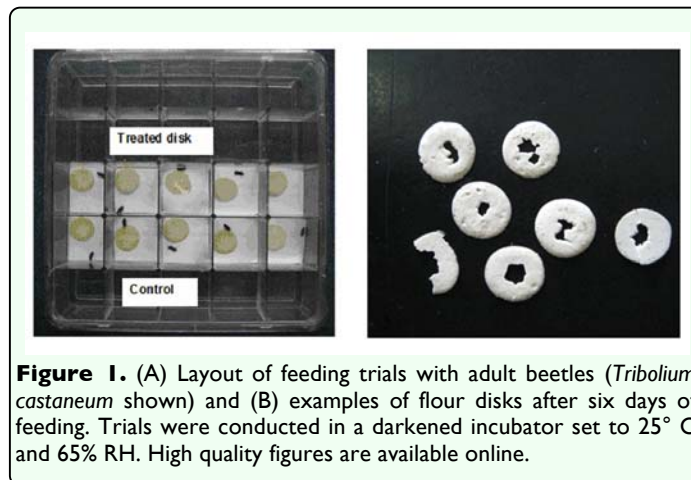 Treated disk
Control
Figure 1. (A) Layout of feeding trials with adult beetles (Tribolium
castaneum shown) and (B) examples of flour disks after six days of
feeding. Trials were conducted in a darkened incubator set to 25° C
and 65% RH. High quality figures are available online.